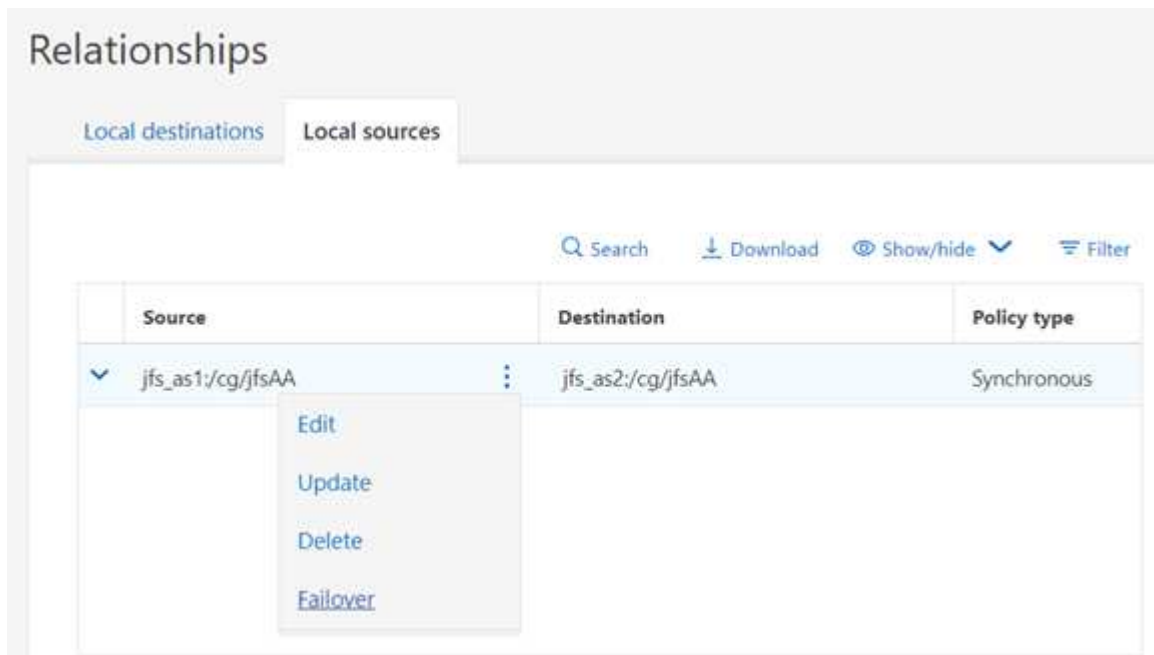 Relationships
Local destinations Local sources
Search Download Show/hide Filter
Source Destination Policy type
jfs_as1:/cg/jfsAA jfs_as2:/cg/jfsAA Synchronous
Edit
Update
Delete
Failover